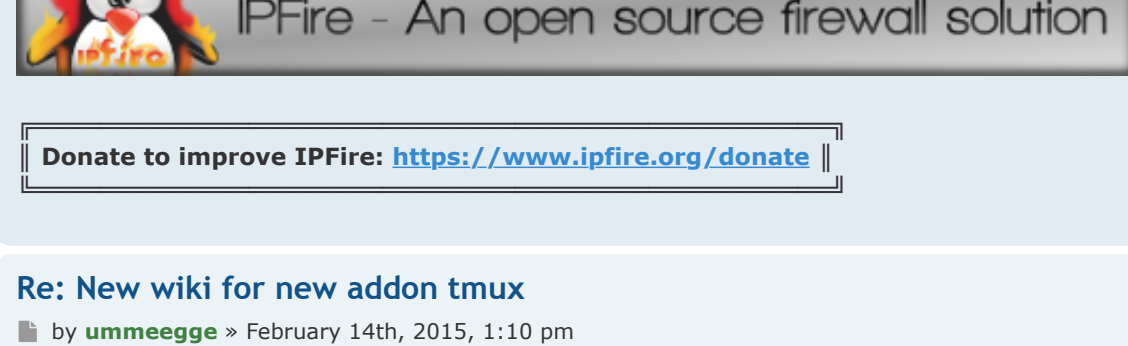 IPFire - An open source firewall solution
ipfire
Donate to improve IPFire: https://www.ipfire.org/donate
Re: New wiki for new addon tmux
by ummeegge » February 14th, 2015, 1:10 pm